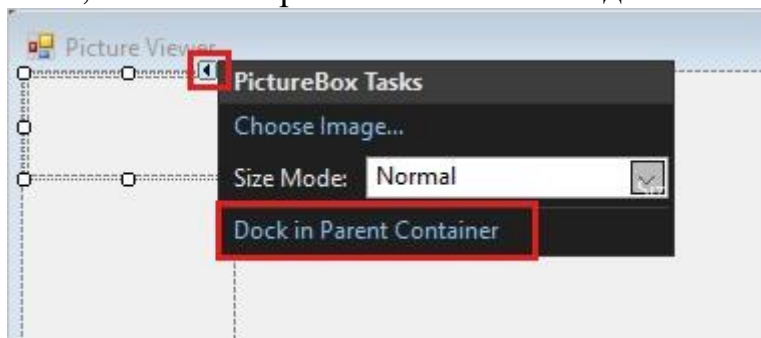 Picture Viewer
PictureBox Tasks
Choose Image...
Size Mode: Normal
Dock in Parent Container